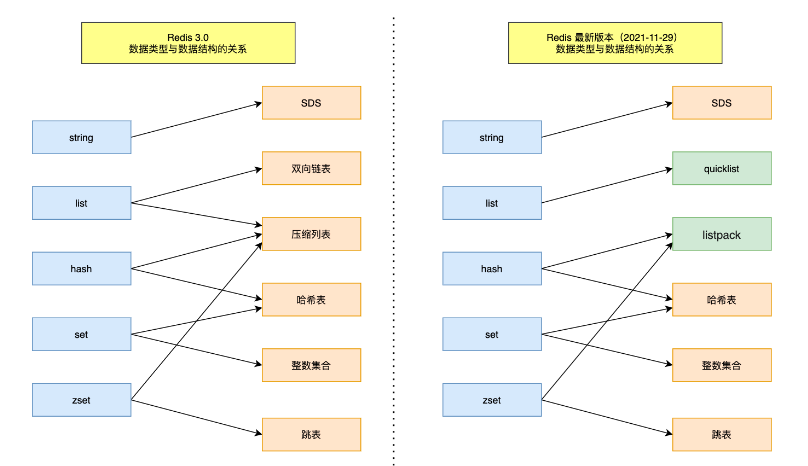 Redis 3.0
数据类型与数据结构的关系
string
list
hash
set
zset
SDS
双向链表
压缩列表
哈希表
整数集合
跳表
Redis 最新版本（2021-11-29）
数据类型与数据结构的关系
string
list
hash
set
zset
SDS
quicklist
listpack
哈希表
整数集合
跳表